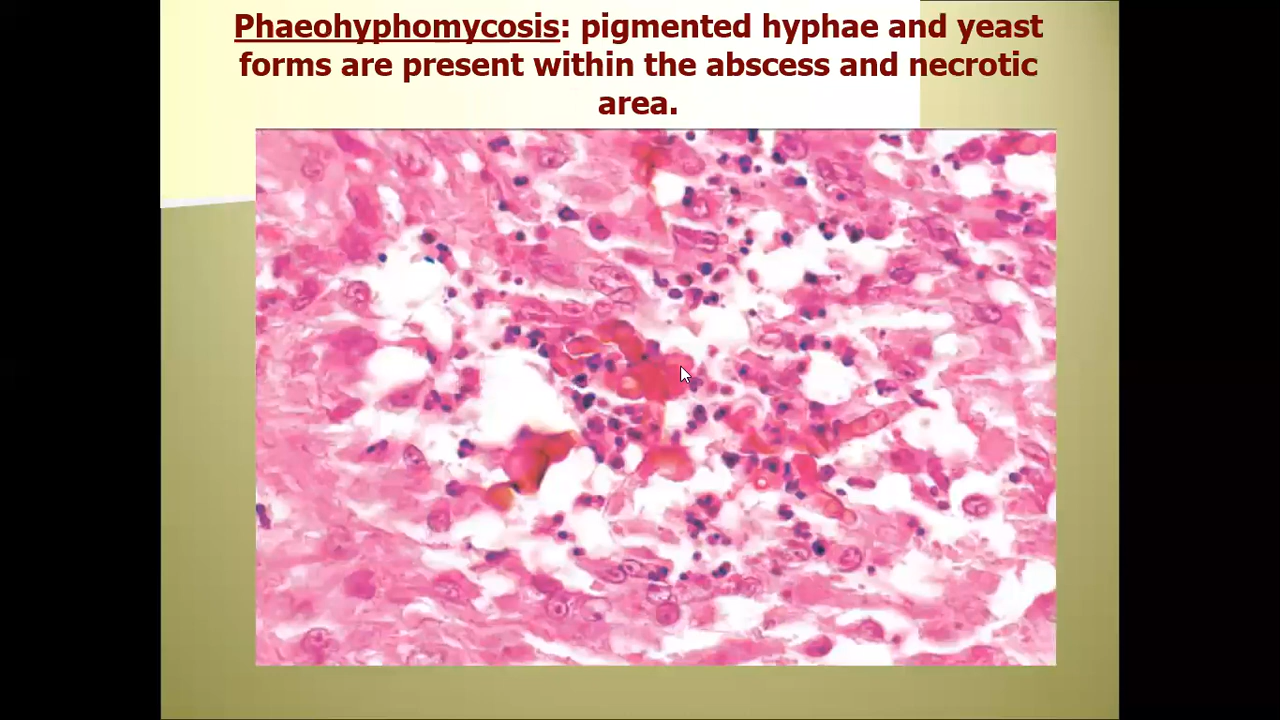 Phaeohyphomycosis: pigmented hyphae and yeast
forms are present within the abscess and necrotic
area.